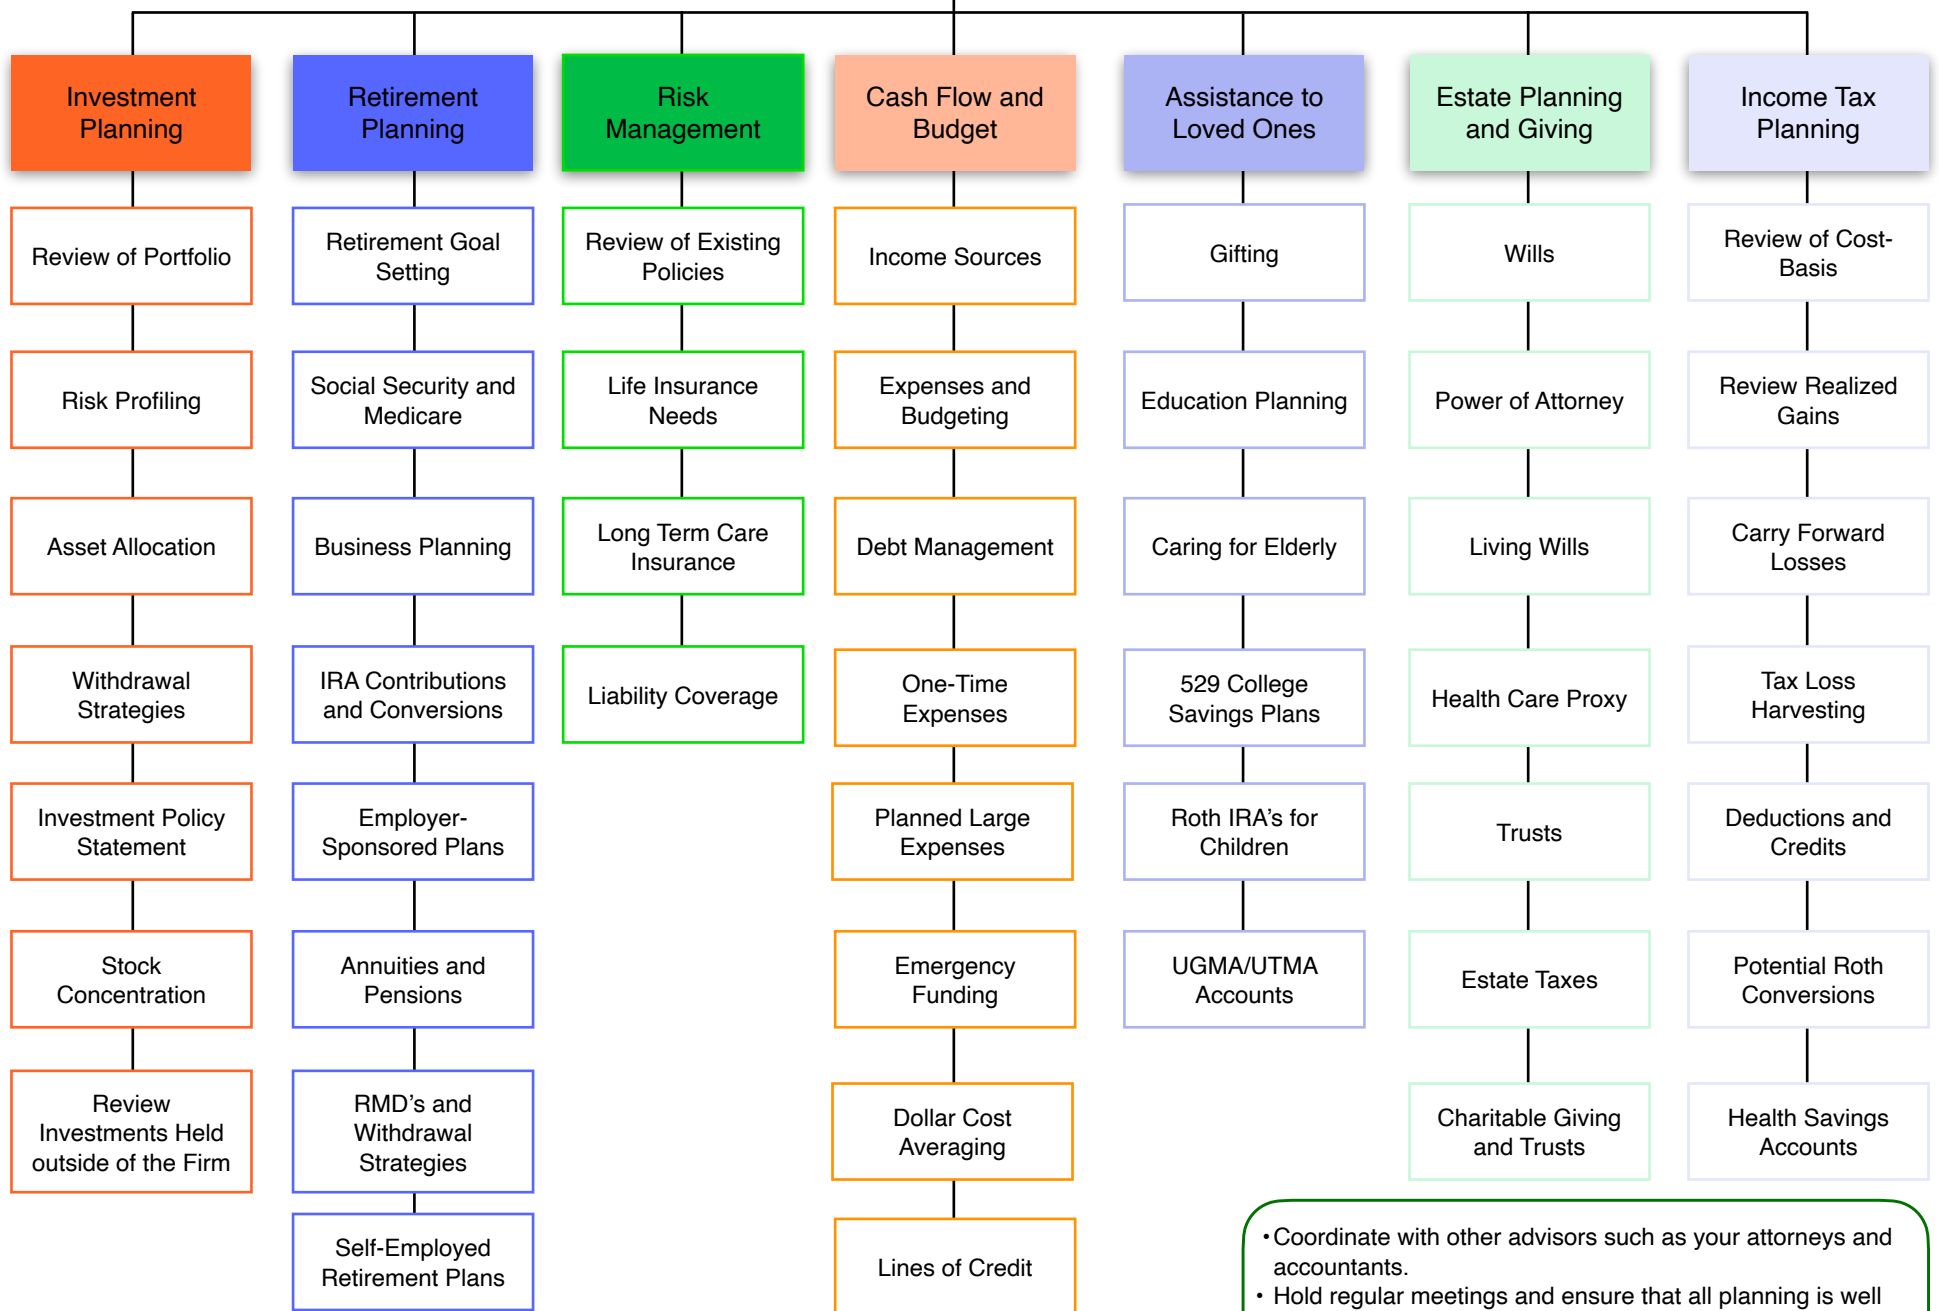 Investment
Planning
Retirement
Planning
Risk
Management
Cash Flow and
Budget
Assistance to
Loved Ones
Estate Planning
and Giving
Income Tax
Planning
Review of Portfolio
Risk Profiling
Asset Allocation
Withdrawal
Strategies
Investment Policy
Statement
Stock
Concentration
Review
Investments Held
outside of the Firm
Retirement Goal
Setting
Social Security and
Medicare
Business Planning
IRA Contributions
and Conversions
Employer-
Sponsored Plans
Annuities and
Pensions
RMD's and
Withdrawal
Strategies
Self-Employed
Retirement Plans
Review of Existing
Policies
Life Insurance
Needs
Long Term Care
Insurance
Liability Coverage
Income Sources
Expenses and
Budgeting
Debt Management
One-Time
Expenses
Planned Large
Expenses
Emergency
Funding
Dollar Cost
Averaging
Lines of Credit
Gifting
Education Planning
Caring for Elderly
529 College
Savings Plans
Roth IRA's for
Children
UGMA/UTMA
Accounts
Wills
Power of Attorney
Living Wills
Health Care Proxy
Trusts
Estate Taxes
Charitable Giving
and Trusts
Review of Cost-
Basis
Review Realized
Gains
Carry Forward
Losses
Tax Loss
Harvesting
Deductions and
Credits
Potential Roth
Conversions
Health Savings
Accounts
• Coordinate with other advisors such as your attorneys and
accountants.
• Hold regular meetings and ensure that all planning is well